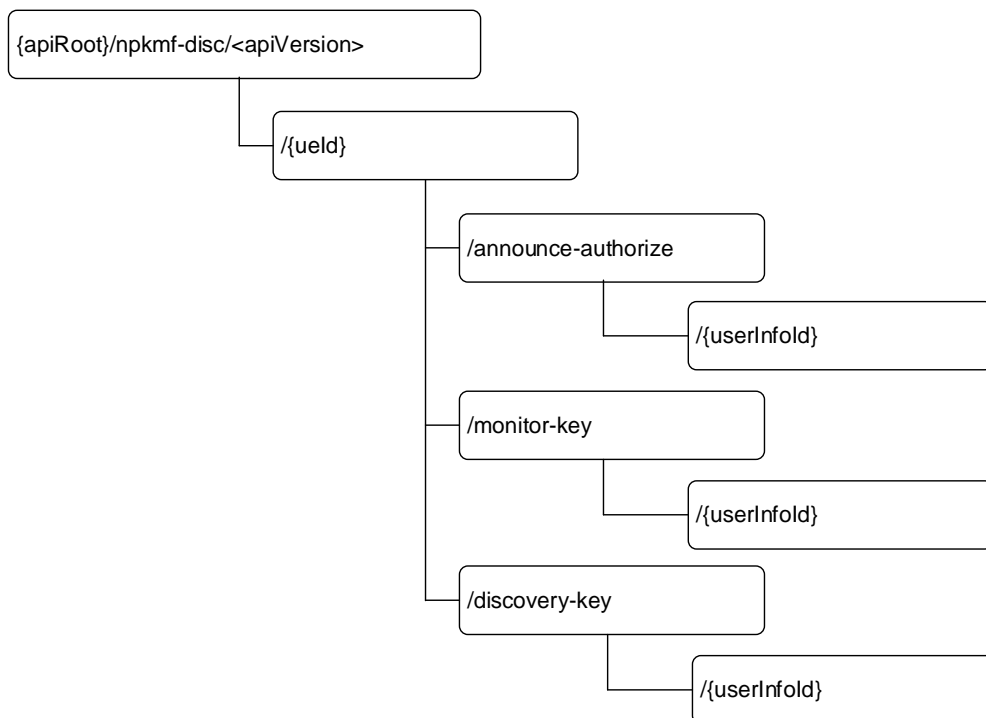 {apiRoot}/npkmf-disc/<apiVersion>
/{ueId}
/announce-authorize
/{userInfoId}
/monitor-key
/{userInfoId}
/discovery-key
/{userInfoId}